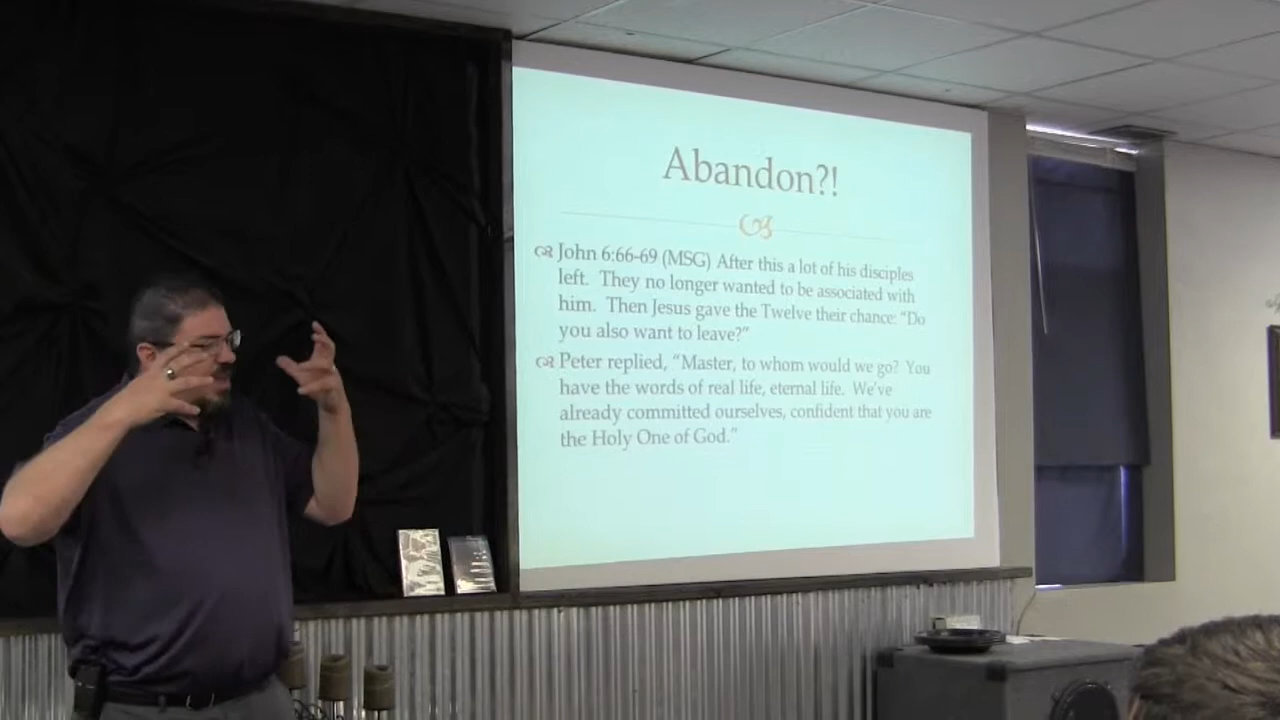 Abandon?!
John 6:66-69 (MSG) After this a lot of his disciples
left. They no longer wanted to be associated with
him. Then Jesus gave the Twelve their chance: “Do
you also want to leave?”
Peter replied, “Master, to whom would we go? You
have the words of real life, eternal life. We’ve
already committed ourselves, confident that you are
the Holy One of God.”